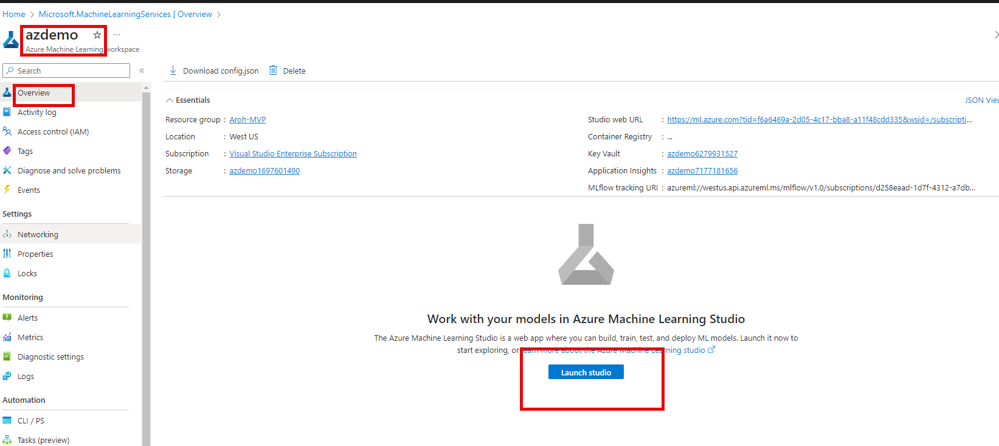 Home > Microsoft.MachineLearningServices | Overview >
azdemo ☆ ...
Azure Machine Learning workspace
Search «
Overview
Activity log
Access control (IAM)
Tags
Diagnose and solve problems
Events
Settings
Networking
Properties
Locks
Monitoring
Alerts
Metrics
Diagnostic settings
Logs
Automation
CLI / PS
Tasks (preview)
Download config.json Delete
Essentials
JSON View
Resource group : Aroh-MVP
Location : West US
Subscription : Visual Studio Enterprise Subscription
Storage : azdemo1697601490
Studio web URL : https://ml.azure.com?tid=f6a6469a-2d05-4c17-bba8-a11f48cdd335&wsid=/subscripti...
Container Registry : ...
Key Vault : azdemo6279931527
Application Insights : azdemo7177181656
MLflow tracking URI : azureml://westus.api.azureml.ms/mlflow/v1.0/subscriptions/d258eaad-1d7f-4312-a7db...
Work with your models in Azure Machine Learning Studio
The Azure Machine Learning Studio is a web app where you can build, train, test, and deploy ML models. Launch it now to
start exploring, or learn more about the Azure Machine Learning studio
Launch studio